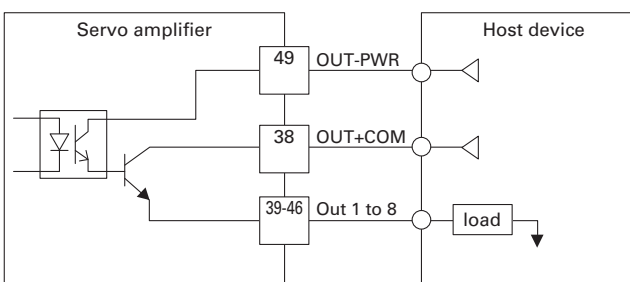 Servo amplifier
Host device
49
OUT-PWR
38
OUT+COM
39-46
Out 1 to 8
load